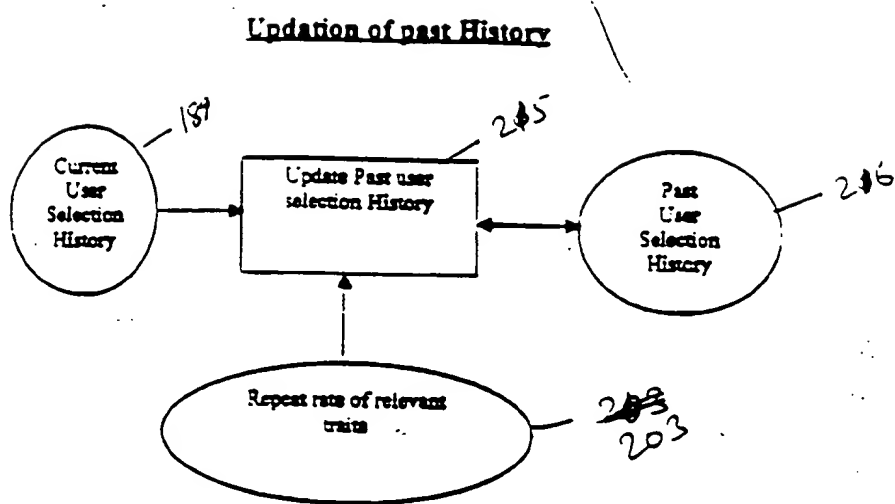 Updation of past History
Current
User
Selection
History
Update Past user
selection History
Past
User
Selection
History
Repeat rate of relevant
traits
203